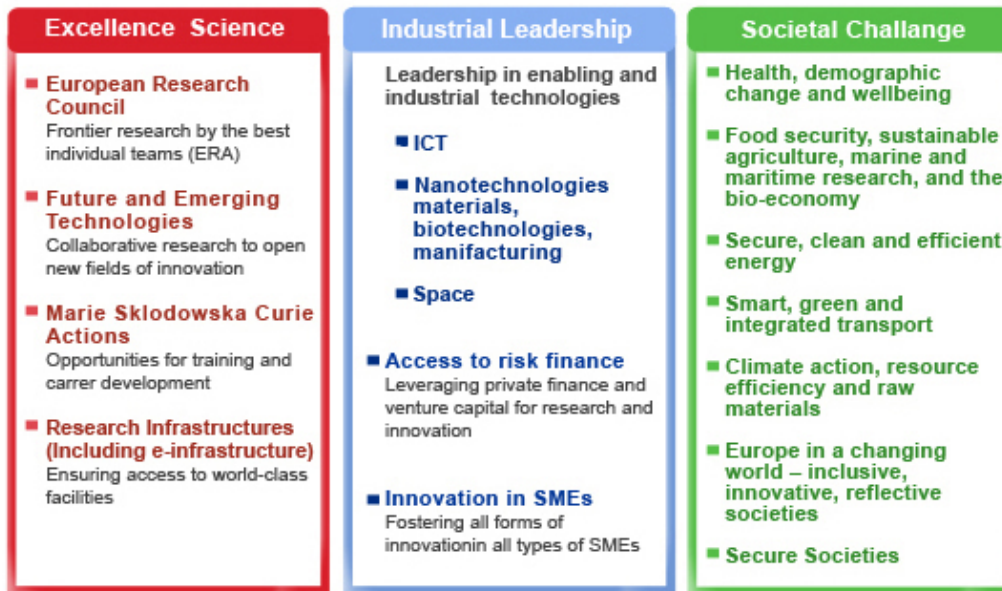 Excellence Science
European Research
Council
Frontier research by the best
individual teams (ERA)
Future and Emerging
Technologies
Collaborative research to open
new fields of innovation
Marie Sklodowska Curie
Actions
Opportunities for training and
carrer development
Research Infrastructures
(Including e-infrastructure)
Ensuring access to world-class
facilities
Industrial Leadership
Leadership in enabling and
industrial technologies
ICT
Nanotechnologies
materials,
biotechnologies,
manifacturing
Space
Access to risk finance
Leveraging private finance and
venture capital for research and
innovation
Innovation in SMEs
Fostering all forms of
innovationin all types of SMEs
Societal Challange
Health, demographic
change and wellbeing
Food security, sustainable
agriculture, marine and
maritime research, and the
bio-economy
Secure, clean and efficient
energy
Smart, green and
integrated transport
Climate action, resource
efficiency and raw
materials
Europe in a changing
world – inclusive,
innovative, reflective
societies
Secure Societies